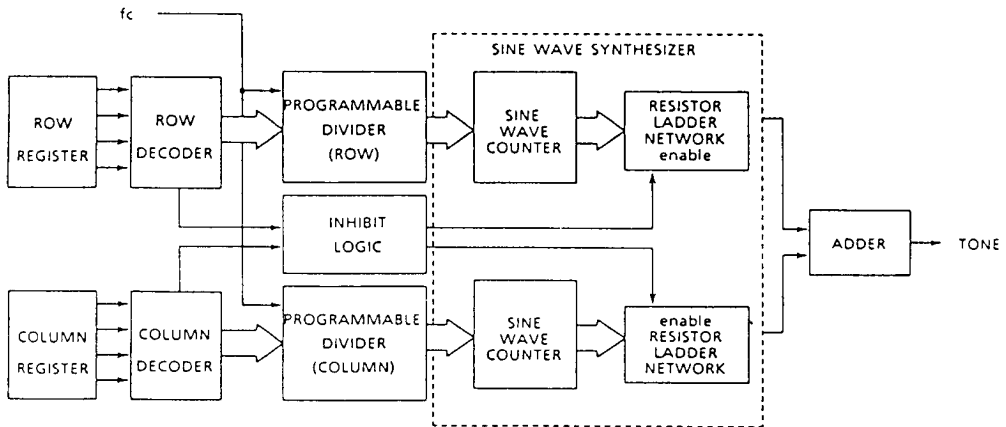 fc
SINE WAVE SYNTHESIZER
ROW
REGISTER
ROW
DECODER
PROGRAMMABLE
DIVIDER
(ROW)
SINE
WAVE
COUNTER
RESISTOR
LADDER
NETWORK
enable
INHIBIT
LOGIC
ADDER
TONE
COLUMN
REGISTER
COLUMN
DECODER
PROGRAMMABLE
DIVIDER
(COLUMN)
SINE
WAVE
COUNTER
enable
RESISTOR
LADDER
NETWORK